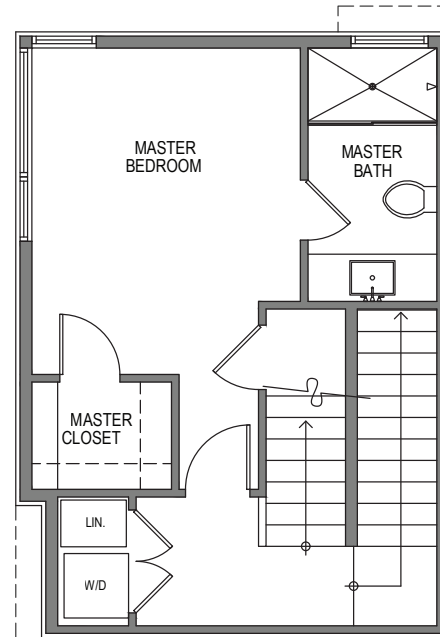 MASTER
BEDROOM
MASTER
BATH
MASTER
CLOSET
LIN.
W/D